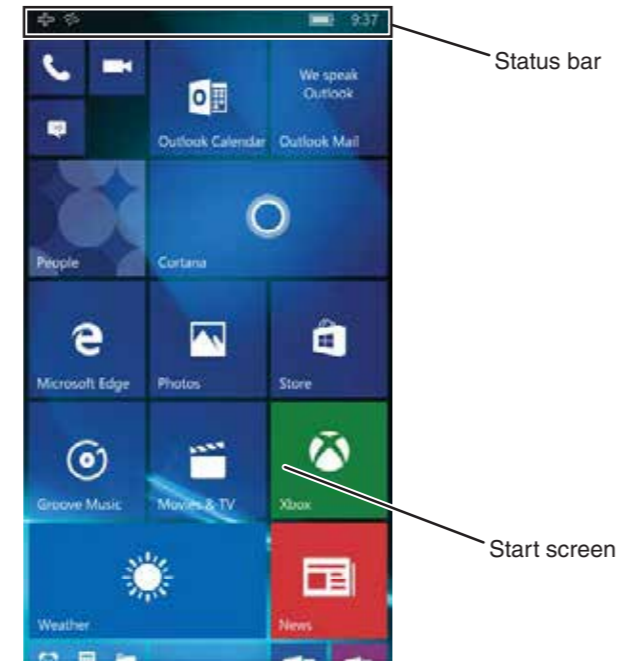 9:37
Status bar
We speak
Outlook
Outlook Calendar
Outlook Mail
People
Cortana
Microsoft Edge
Photos
Store
Groove Music
Movies & TV
Xbox
Start screen
Weather
News